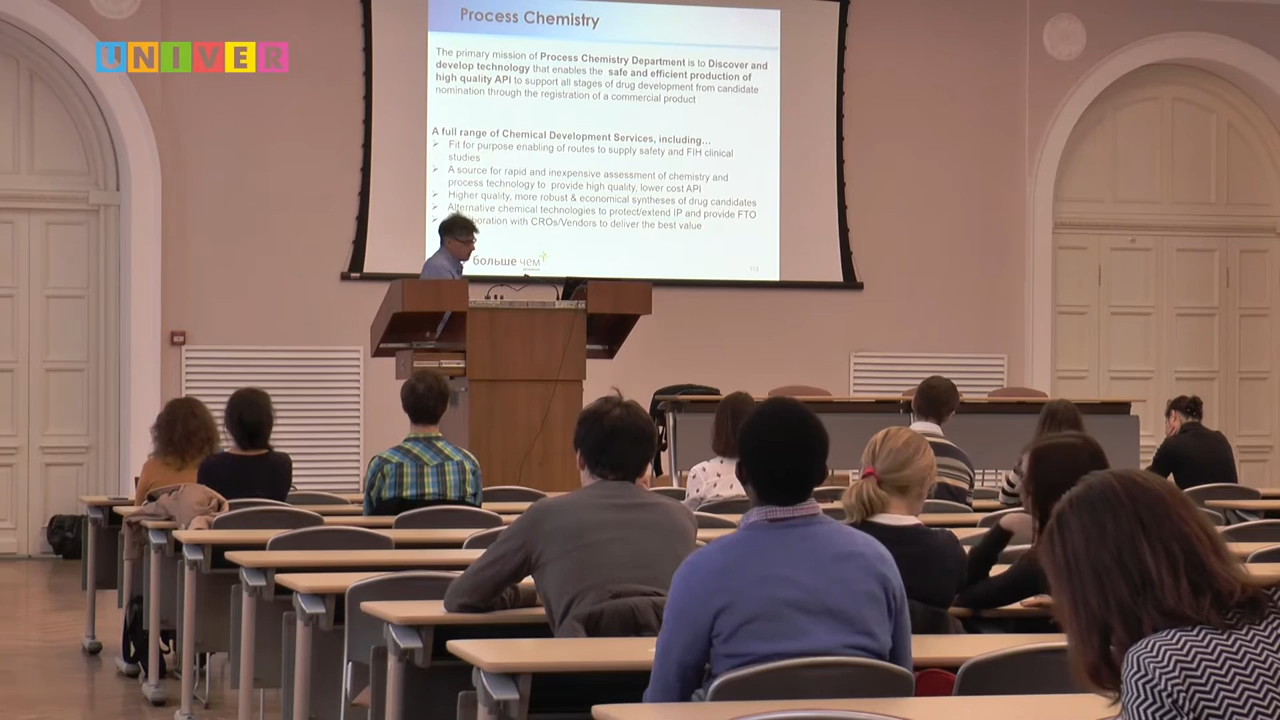 UNIVER
Process Chemistry
The primary mission of Process Chemistry Department is to Discover and
develop technology that enables the safe and efficient production of
high quality API to support all stages of drug development from candidate
nomination through the registration of a commercial product
A full range of Chemical Development Services, including…
Fit for purpose enabling of routes to supply safety and FIH clinical
studies
A source for rapid and inexpensive assessment of chemistry and
process technology to provide high quality, lower cost API
Higher quality, more robust & economical syntheses of drug candidates
Alternative chemical technologies to protect/extend IP and provide FTO
with CROs/Vendors to deliver the best value
больше чем